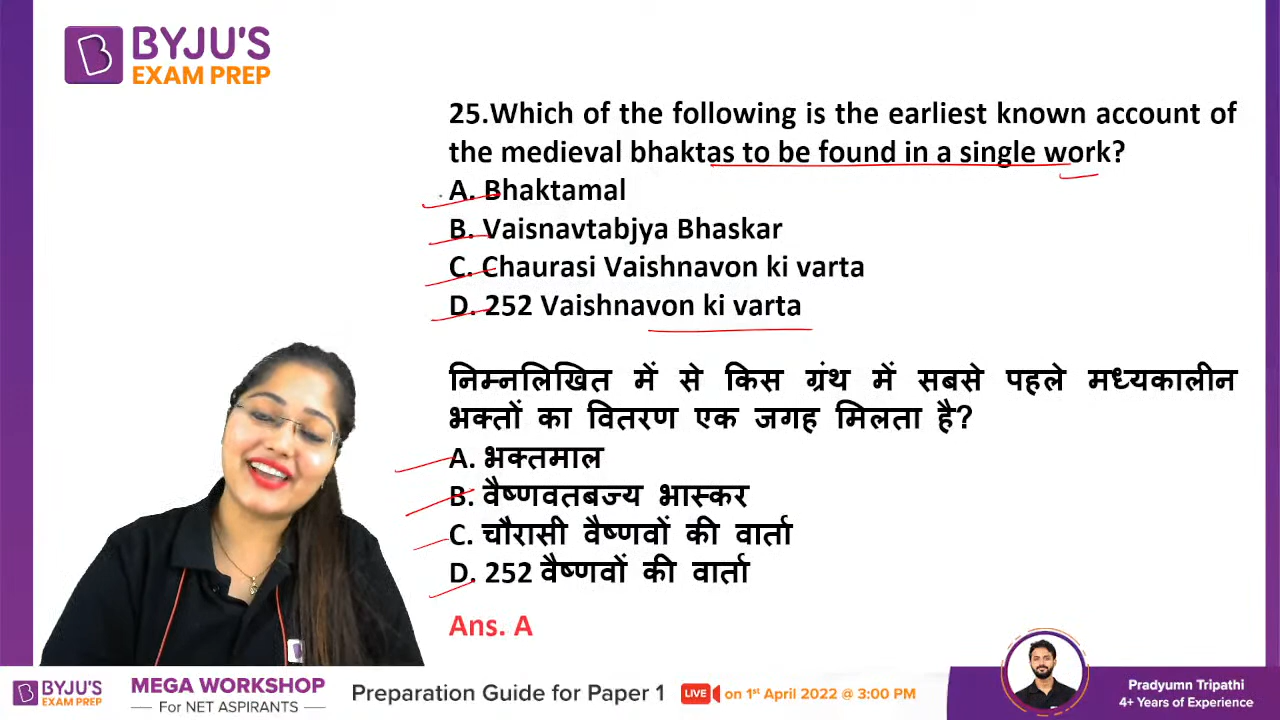 BYJU'S
EXAM PREP
25.Which of the following is the earliest known account of
the medieval bhaktas to be found in a single work?
A. Bhaktamal
B. Vaisnavtabjya Bhaskar
C. Chaurasi Vaishnavon ki varta
D. 252 Vaishnavon ki varta
निम्नलिखित में से किस ग्रंथ में सबसे पहले मध्यकालीन
भक्तों का वितरण एक जगह मिलता है?
A. भक्तमाल
B. वैष्णवतबज्य भास्कर
C. चौरासी वैष्णवों की वार्ता
D. 252 वैष्णवों की वार्ता
Ans. A
BYJU'S
EXAM PREP
MEGA WORKSHOP
For NET ASPIRANTS
Preparation Guide for Paper 1
LIVE on 1st April 2022 @ 3:00 PM
Pradyumn Tripathi
4+ Years of Experience